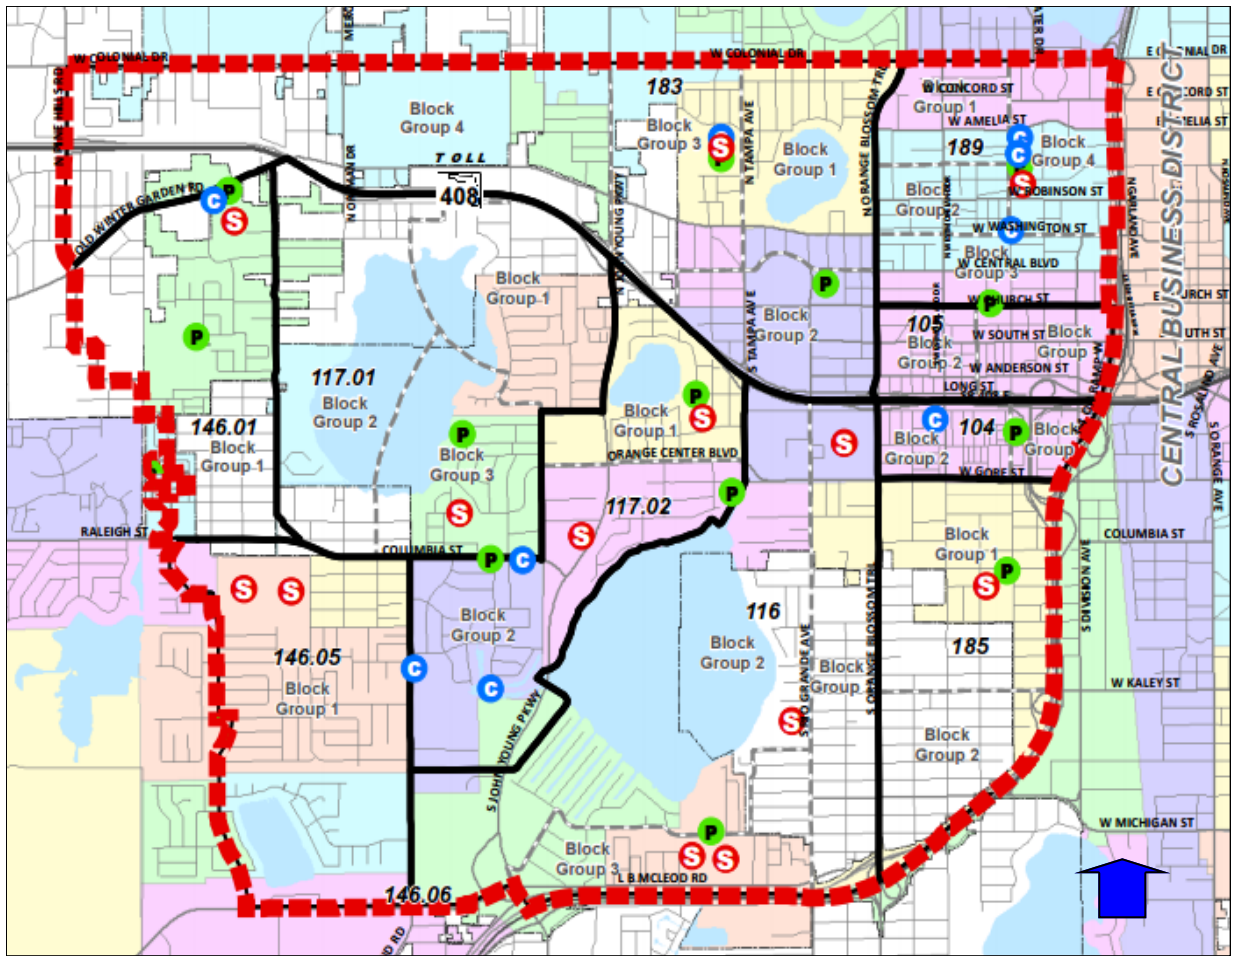 W COLONIAL DR
W COLONIAL DR
E COLONIAL DR
N PINE HILLS RD
183
Block
Group 4
W CONCORD ST
Group 1
W AMELIA ST
Block
Group 3
S
N TAMPA AVE
Block
Group 1
N ORANGE BLOSSOM TRL
189
C
Block
Group 4
S
W ROBINSON ST
Block
Group 2
W WASHINGTON ST
Block
Group 3
W CENTRAL BLVD
N GARLAND AVE
CENTRAL BUSINESS DISTRICT
TOLL
408
OLD WINTER GARDEN RD
P
C
S
Block
Group 1
P
P
W CHURCH ST
P
Block
Group 2
S TAMPA AVE
105
W SOUTH ST
Block
Group 2
Block
Group
W ANDERSON ST
LONG ST
117.01
Block
Group 2
P
S
Block
Group 1
ORANGE CENTER BLVD
S
C
104
P
Block
Group 2
Block
Group
W GORE ST
S ROSALIND AVE
S ORANGE AVE
146.01
Block
Group 1
P
Block
Group 3
S
P
117.02
S
RALEIGH ST
COLUMBIA ST
P
C
Block
Group 1
P
S
COLUMBIA ST
S DIVISION AVE
S
S
Block
Group 2
116
Block
Group 2
146.05
Block
Group 1
C
C
S JOHN YOUNG PKWY
S RIO GRANDE AVE
Block
Group
S ORANGE BLOSSOM TRL
185
W KALEY ST
S
Block
Group 2
P
S
S
Block
Group 3
L B MCLEOD RD
W MICHIGAN ST
146.06